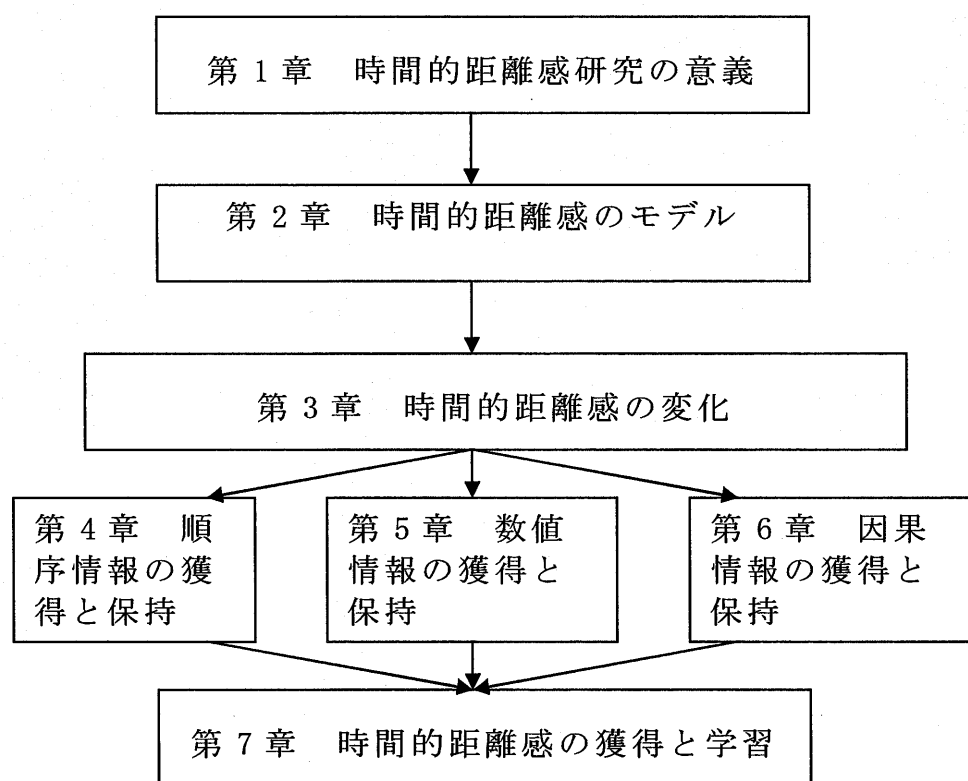 第1章　時間的距離感研究の意義
第2章　時間的距離感のモデル
第3章　時間的距離感の変化
第4章　順
序情報の獲
得と保持
第5章　数値
情報の獲得と
保持
第6章　因果
情報の獲得と
保持
第7章　時間的距離感の獲得と学習